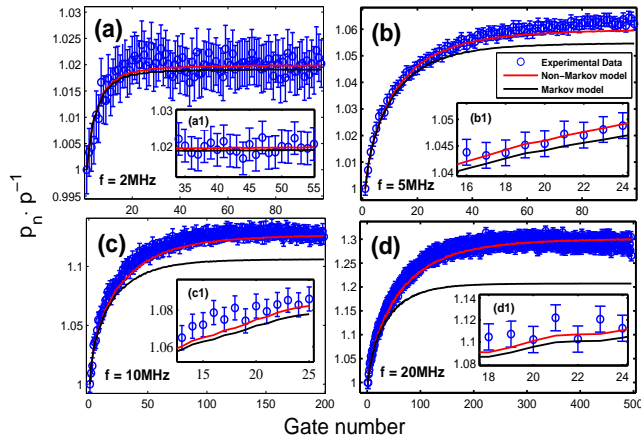 (a)
1.03
1.025
1.02
1.015
1.01
1.005
1
0.995
20 40 60 80
(a1)
1.03
1.02
1.01
35 40 45 50 55
f = 2MHz
(b)
1.06
1.05
1.04
1.03
1.02
1.01
1
20 40 60 80
Experimental Data
Non−Markov model
Markov model
(b1)
1.05
1.045
1.04
16 18 20 22 24
f = 5MHz
(c)
1.1
1.05
1
0 50 100 150 200
(c1)
1.08
1.06
15 20 25
f = 10MHz
(d)
1.3
1.25
1.2
1.15
1.1
1.05
1
0 100 200 300 400 500
(d1)
1.14
1.12
1.1
18 20 22 24
f = 20MHz
pn · p−1
Gate number